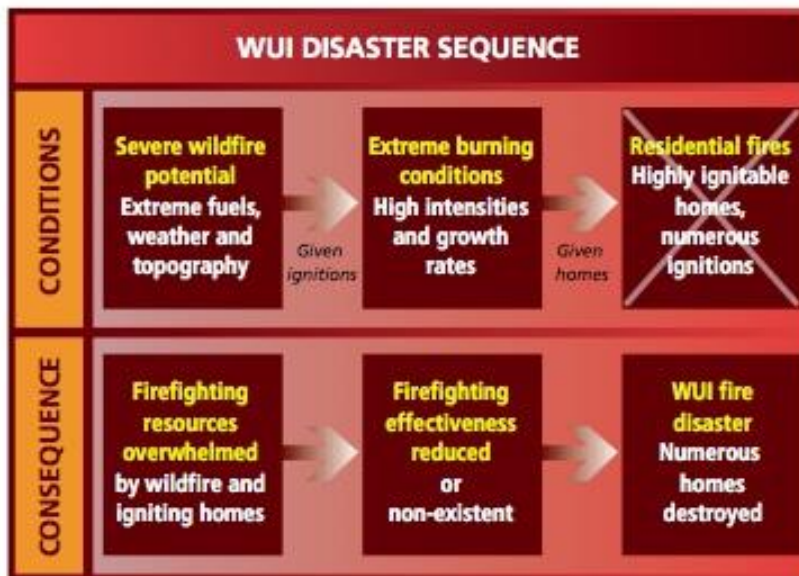 WUI DISASTER SEQUENCE
CONDITIONS
Severe wildfire
potential
Extreme fuels,
weather and
topography
Given
ignitions
Extreme burning
conditions
High intensities
and growth
rates
Given
homes
Residential fires
Highly ignitable
homes,
numerous
ignitions
CONSEQUENCE
Firefighting
resources
overwhelmed
by wildfire and
igniting homes
Firefighting
effectiveness
reduced
or
non-existent
WUI fire
disaster
Numerous
homes
destroyed